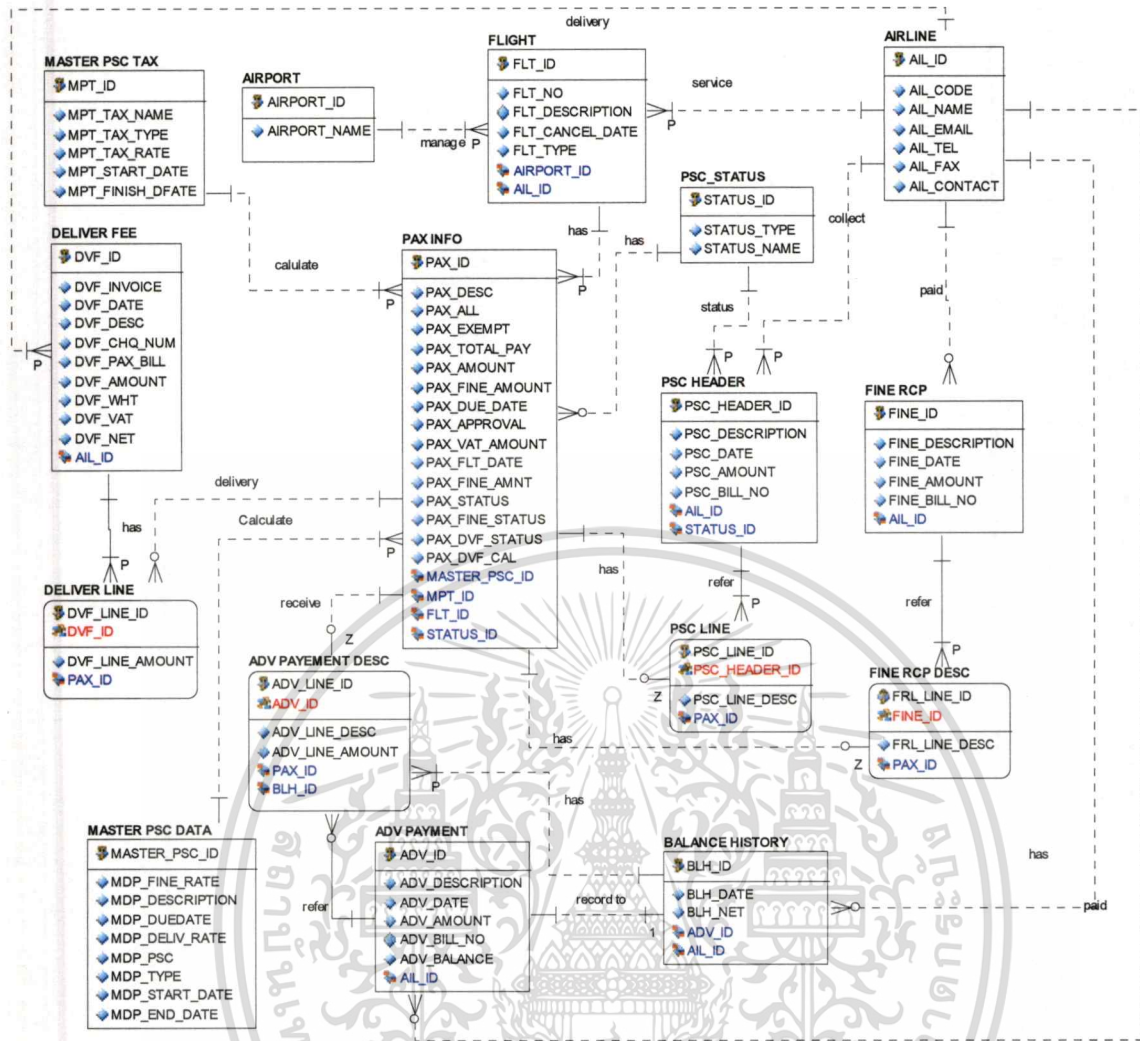 delivery
MASTER PSC TAX
MPT_ID
MPT_TAX_NAME
MPT_TAX_TYPE
MPT_TAX_RATE
MPT_START_DATE
MPT_FINISH_DFATE
AIRPORT
AIRPORT_ID
AIRPORT_NAME
manage
P
FLIGHT
FLT_ID
FLT_NO
FLT_DESCRIPTION
FLT_CANCEL_DATE
FLT_TYPE
AIRPORT_ID
AIL_ID
service
P
AIRLINE
AIL_ID
AIL_CODE
AIL_NAME
AIL_EMAIL
AIL_TEL
AIL_FAX
AIL_CONTACT
PSC_STATUS
STATUS_ID
STATUS_TYPE
STATUS_NAME
has
has
P
collect
calulate
P
status
P
P
paid
DELIVER FEE
DVF_ID
DVF_INVOICE
DVF_DATE
DVF_DESC
DVF_CHQ_NUM
DVF_PAX_BILL
DVF_AMOUNT
DVF_WHT
DVF_VAT
DVF_NET
AIL_ID
P
PAX INFO
PAX_ID
PAX_DESC
PAX_ALL
PAX_EXEMPT
PAX_TOTAL_PAY
PAX_AMOUNT
PAX_FINE_AMOUNT
PAX_DUE_DATE
PAX_APPROVAL
PAX_VAT_AMOUNT
PAX_FLT_DATE
PAX_FINE_AMNT
PAX_STATUS
PAX_FINE_STATUS
PAX_DVF_STATUS
PAX_DVF_CAL
MASTER_PSC_ID
MPT_ID
FLT_ID
STATUS_ID
PSC HEADER
PSC_HEADER_ID
PSC_DESCRIPTION
PSC_DATE
PSC_AMOUNT
PSC_BILL_NO
AIL_ID
STATUS_ID
FINE RCP
FINE_ID
FINE_DESCRIPTION
FINE_DATE
FINE_AMOUNT
FINE_BILL_NO
AIL_ID
delivery
Calculate
P
has
P
has
refer
P
refer
P
DELIVER LINE
DVF_LINE_ID
DVF_ID
DVF_LINE_AMOUNT
PAX_ID
receive
Z
ADV PAYEMENT DESC
ADV_LINE_ID
ADV_ID
ADV_LINE_DESC
ADV_LINE_AMOUNT
PAX_ID
BLH_ID
P
PSC LINE
PSC_LINE_ID
PSC_HEADER_ID
PSC_LINE_DESC
PAX_ID
Z
FINE RCP DESC
FRL_LINE_ID
FINE_ID
FRL_LINE_DESC
PAX_ID
has
Z
has
MASTER PSC DATA
MASTER_PSC_ID
MDP_FINE_RATE
MDP_DESCRIPTION
MDP_DUEDATE
MDP_DELIV_RATE
MDP_PSC
MDP_TYPE
MDP_START_DATE
MDP_END_DATE
refer
ADV PAYMENT
ADV_ID
ADV_DESCRIPTION
ADV_DATE
ADV_AMOUNT
ADV_BILL_NO
ADV_BALANCE
AIL_ID
record to
1
BALANCE HISTORY
BLH_ID
BLH_DATE
BLH_NET
ADV_ID
AIL_ID
has
paid